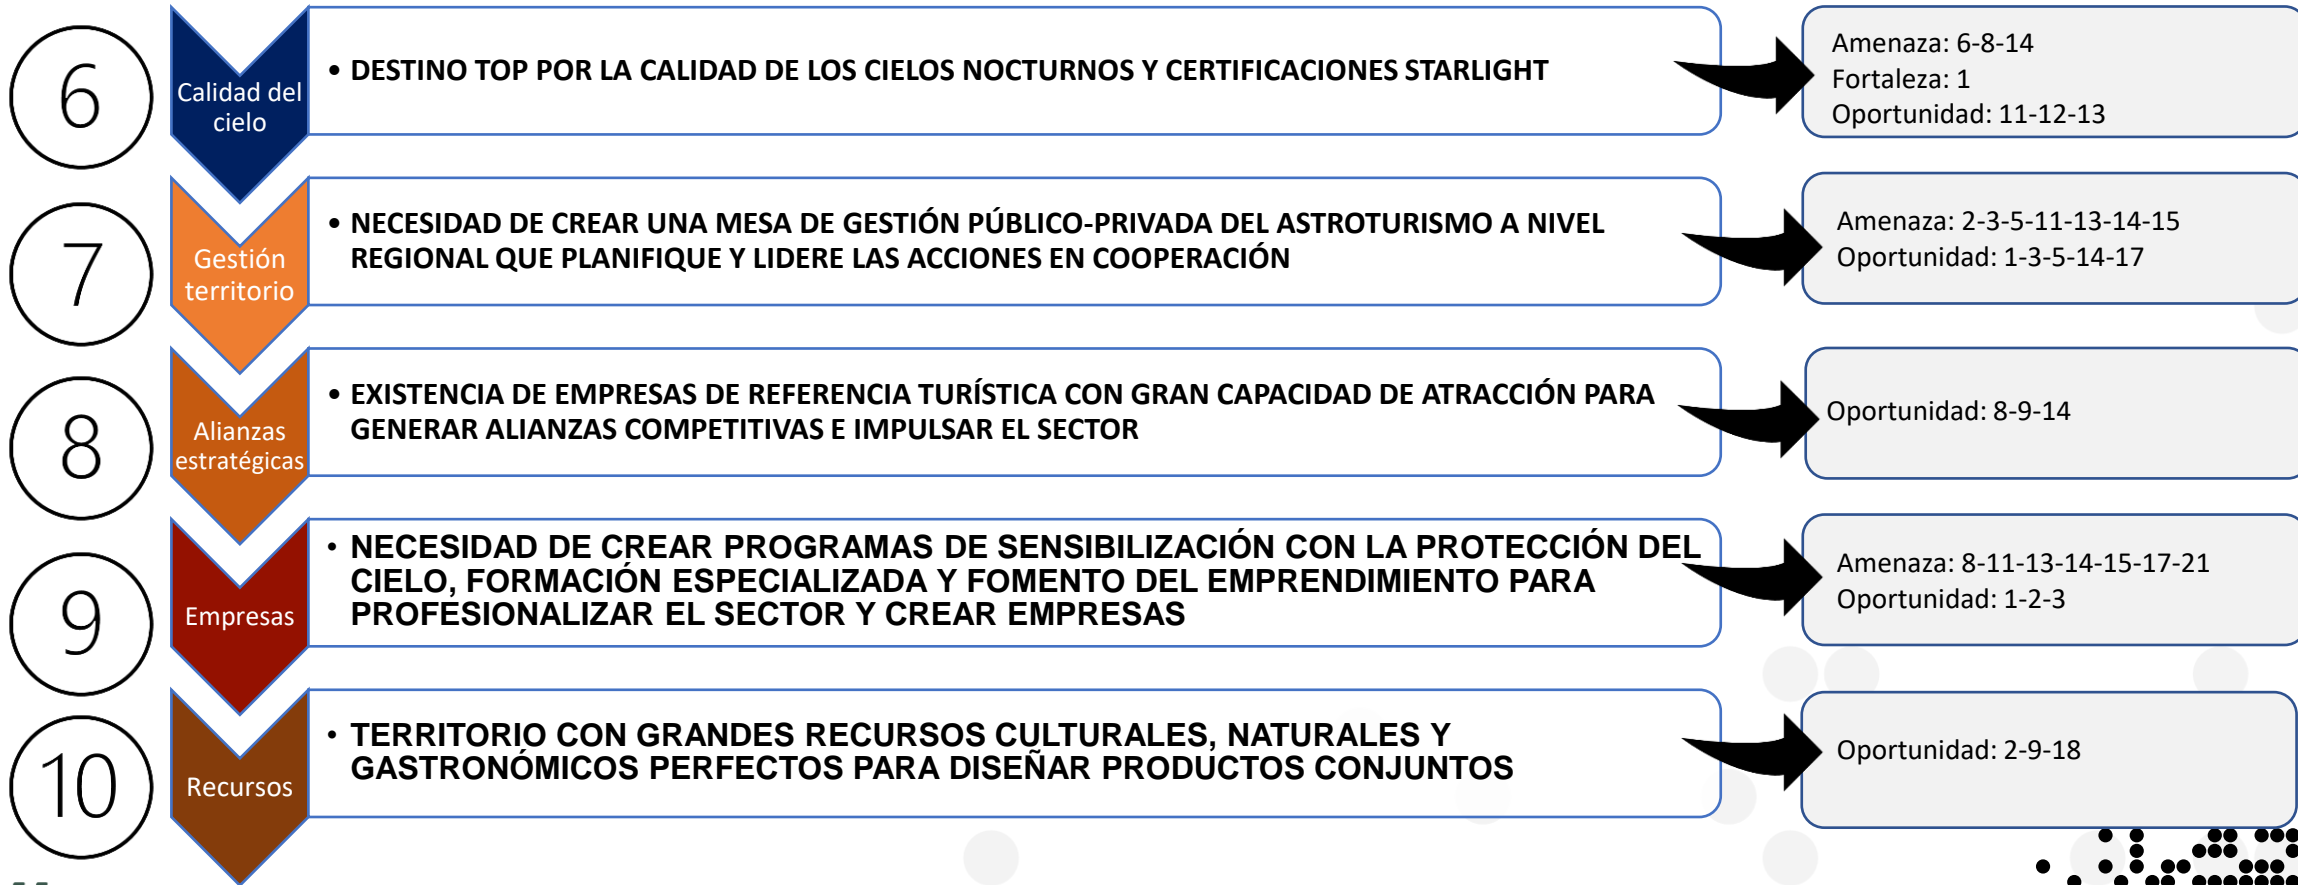 6
Calidad del
cielo
• DESTINO TOP POR LA CALIDAD DE LOS CIELOS NOCTURNOS Y CERTIFICACIONES STARLIGHT
Amenaza: 6-8-14
Fortaleza: 1
Oportunidad: 11-12-13
7
Gestión
territorio
• NECESIDAD DE CREAR UNA MESA DE GESTIÓN PÚBLICO-PRIVADA DEL ASTROTURISMO A NIVEL
REGIONAL QUE PLANIFIQUE Y LIDERE LAS ACCIONES EN COOPERACIÓN
Amenaza: 2-3-5-11-13-14-15
Oportunidad: 1-3-5-14-17
8
Alianzas
estratégicas
• EXISTENCIA DE EMPRESAS DE REFERENCIA TURÍSTICA CON GRAN CAPACIDAD DE ATRACCIÓN PARA
GENERAR ALIANZAS COMPETITIVAS E IMPULSAR EL SECTOR
Oportunidad: 8-9-14
9
Empresas
• NECESIDAD DE CREAR PROGRAMAS DE SENSIBILIZACIÓN CON LA PROTECCIÓN DEL
CIELO, FORMACIÓN ESPECIALIZADA Y FOMENTO DEL EMPRENDIMIENTO PARA
PROFESIONALIZAR EL SECTOR Y CREAR EMPRESAS
Amenaza: 8-11-13-14-15-17-21
Oportunidad: 1-2-3
10
Recursos
• TERRITORIO CON GRANDES RECURSOS CULTURALES, NATURALES Y
GASTRONÓMICOS PERFECTOS PARA DISEÑAR PRODUCTOS CONJUNTOS
Oportunidad: 2-9-18